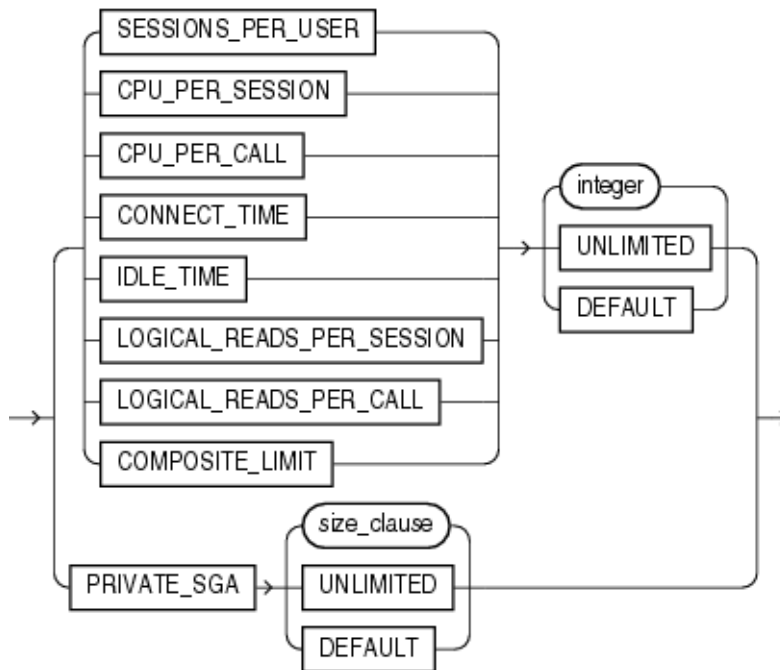 SESSIONS_PER_USER
CPU_PER_SESSION
CPU_PER_CALL
CONNECT_TIME
IDLE_TIME
LOGICAL_READS_PER_SESSION
LOGICAL_READS_PER_CALL
COMPOSITE_LIMIT
integer
UNLIMITED
DEFAULT
PRIVATE_SGA
size_clause
UNLIMITED
DEFAULT